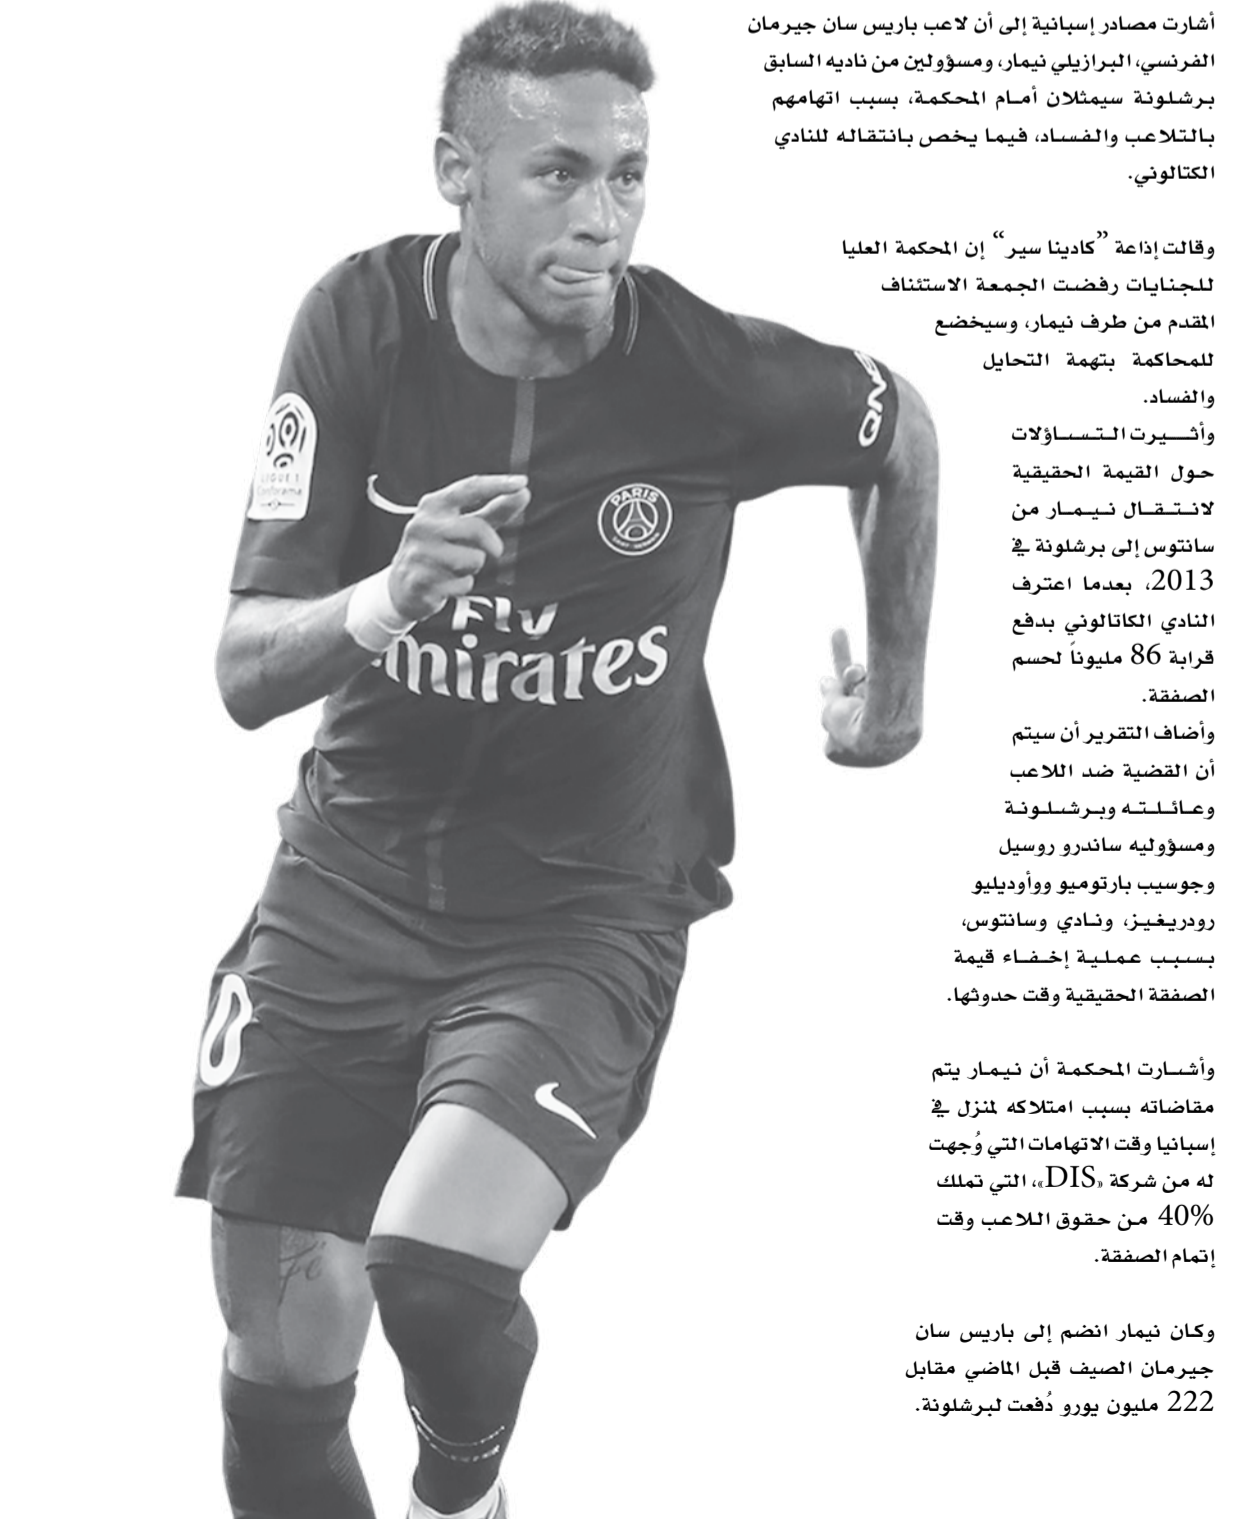 أشارت مصادر إسبانية إلى أن لاعب باريس سان جيرمان
الفرنسي، البرازيلي نيمار، ومسؤولين من ناديه السابق
برشلونة سيمثلان أمام المحكمة، بسبب اتهامهم
بالتلاعب والفساد، فيما يخص بانتقاله للنادي
الكتالوني.
وقالت إذاعة ”كادينا سير“ إن المحكمة العليا
للجنايات رفضت الجمعة الاستئناف
المقدم من طرف نيمار، وسيخضع
للمحاكمة بتهمة التحايل
والفساد.
وأثيرت التساؤلات
حول القيمة الحقيقية
لانتقال نيمار من
سانتوس إلى برشلونة في
2013، بعدما اعترف
النادي الكاتالوني بدفع
قرابة 86 مليوناً لحسم
الصفقة.
وأضاف التقرير أن سيتم
أن القضية ضد اللاعب
وعائلته وبرشلونة
ومسؤوليه ساندرو روسيل
وجوسيب بارتوميو ووأوديليو
رودريغيز، ونادي وسانتوس،
بسبب عملية إخفاء قيمة
الصفقة الحقيقية وقت حدوثها.
وأشارت المحكمة أن نيمار يتم
مقاضاته بسبب امتلاكه لمنزل في
إسبانيا وقت الاتهامات التي وُجهت
له من شركة «DIS»، التي تملك
40% من حقوق اللاعب وقت
إتمام الصفقة.
وكان نيمار انضم إلى باريس سان
جيرمان الصيف قبل الماضي مقابل
222 مليون يورو دُفعت لبرشلونة.
QNB
LIGUE 1
Conforama
PARIS
SAINT-GERMAIN
Fly
Emirates
0